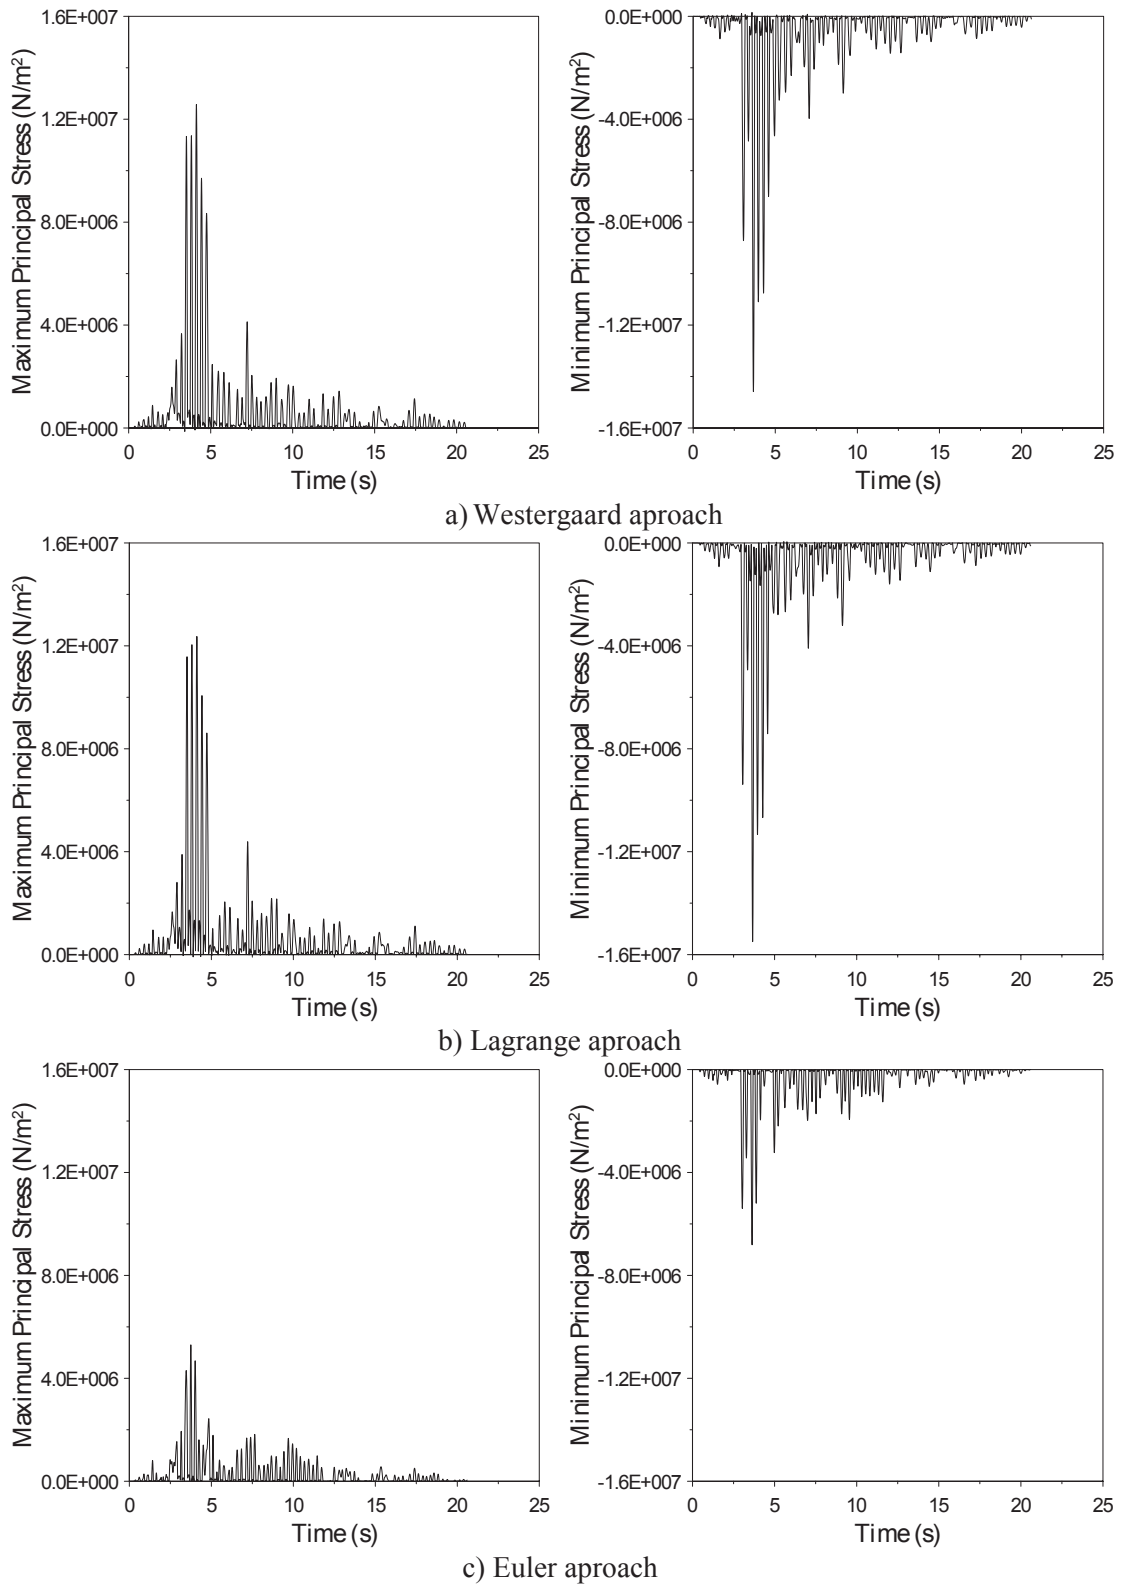 Maximum Principal Stress (N/m²)
1.6E+007
1.2E+007
8.0E+006
4.0E+006
0.0E+000
0 5 10 15 20 25
Time (s)
Minimum Principal Stress (N/m²)
0.0E+000
-4.0E+006
-8.0E+006
-1.2E+007
-1.6E+007
0 5 10 15 20 25
Time (s)
a) Westergaard aproach
Maximum Principal Stress (N/m²)
1.6E+007
1.2E+007
8.0E+006
4.0E+006
0.0E+000
0 5 10 15 20 25
Time (s)
Minimum Principal Stress (N/m²)
0.0E+000
-4.0E+006
-8.0E+006
-1.2E+007
-1.6E+007
0 5 10 15 20 25
Time (s)
b) Lagrange aproach
Maximum Principal Stress (N/m²)
1.6E+007
1.2E+007
8.0E+006
4.0E+006
0.0E+000
0 5 10 15 20 25
Time (s)
Minimum Principal Stress (N/m²)
0.0E+000
-4.0E+006
-8.0E+006
-1.2E+007
-1.6E+007
0 5 10 15 20 25
Time (s)
c) Euler aproach